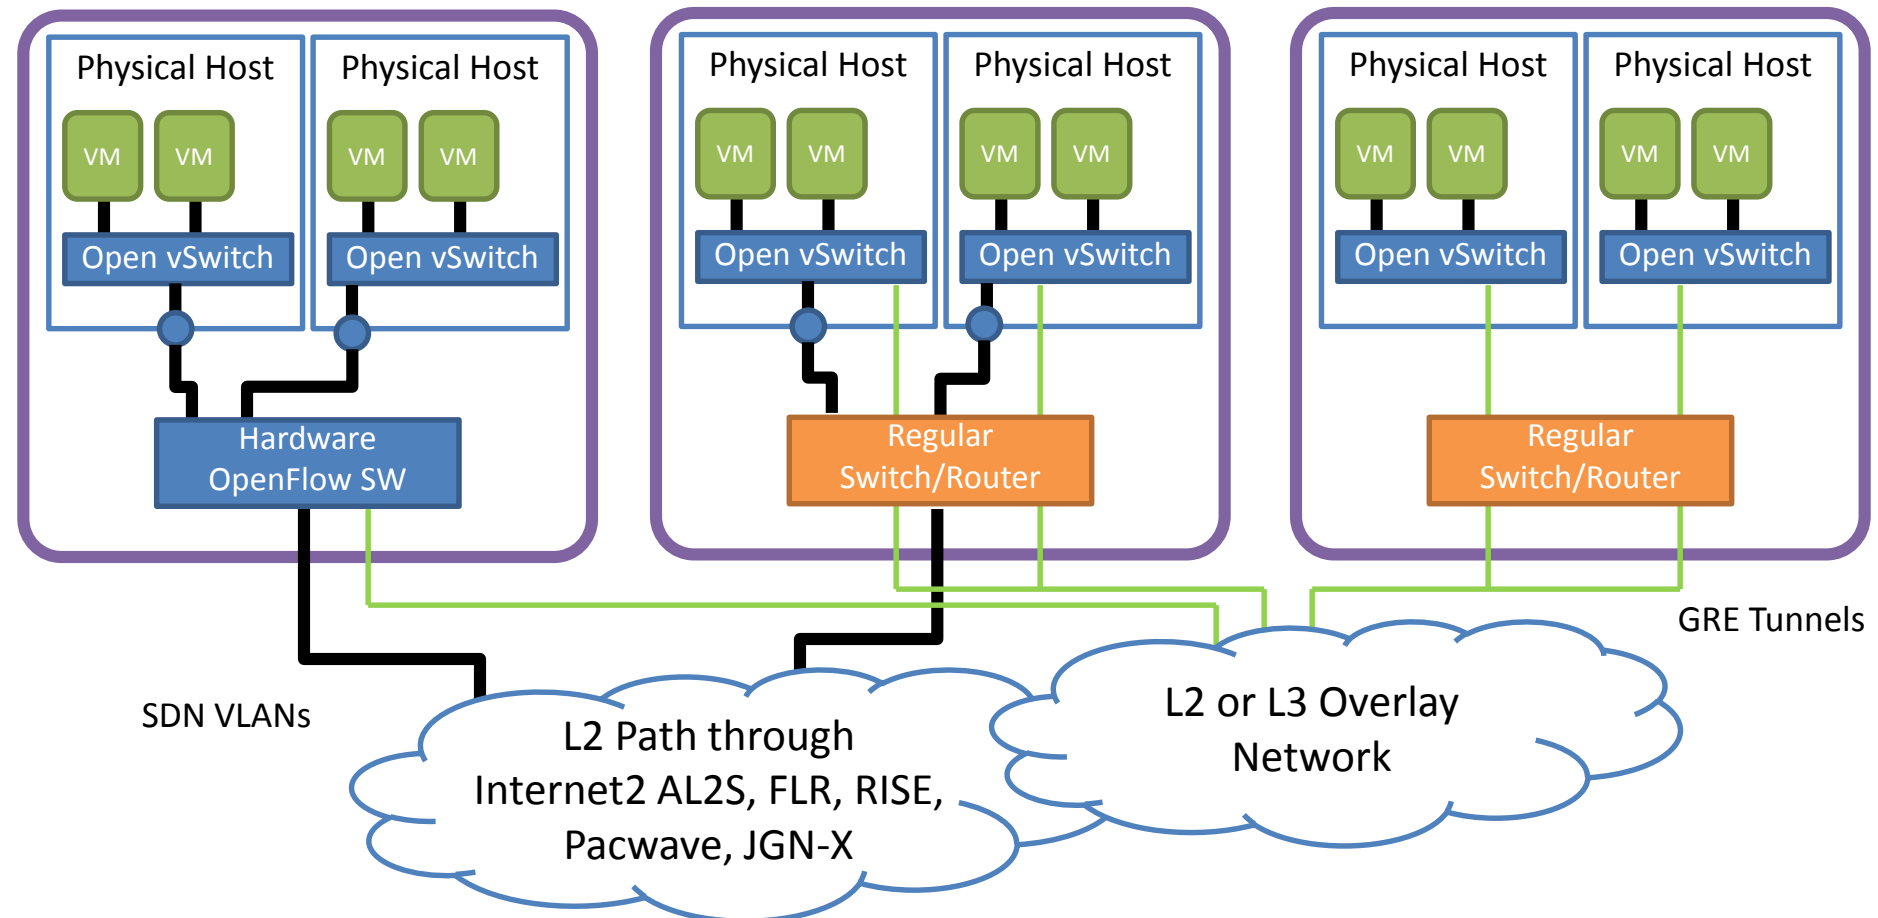 Physical Host
Physical Host
VM
VM
VM
VM
Open vSwitch
Open vSwitch
Hardware
OpenFlow SW
Physical Host
Physical Host
VM
VM
VM
VM
Open vSwitch
Open vSwitch
Regular
Switch/Router
Physical Host
Physical Host
VM
VM
VM
VM
Open vSwitch
Open vSwitch
Regular
Switch/Router
GRE Tunnels
SDN VLANs
L2 Path through
Internet2 AL2S, FLR, RISE,
Pacwave, JGN-X
L2 or L3 Overlay
Network